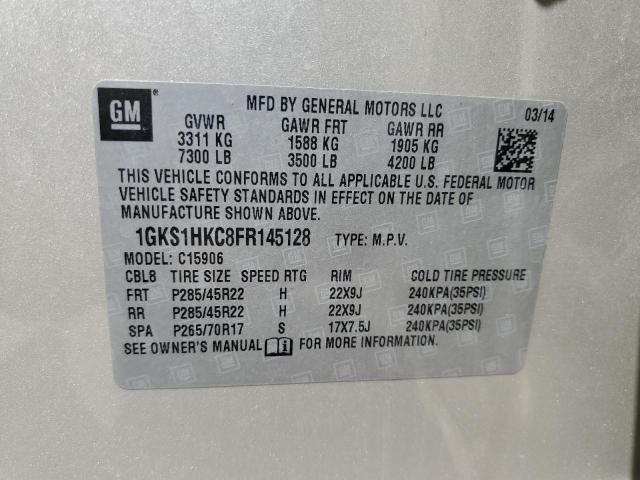 GM
MFD BY GENERAL MOTORS LLC
03/14
GVWR GAWR FRT GAWR RR
3311 KG 1588 KG 1905 KG
7300 LB 3500 LB 4200 LB
THIS VEHICLE CONFORMS TO ALL APPLICABLE U.S. FEDERAL MOTOR
VEHICLE SAFETY STANDARDS IN EFFECT ON THE DATE OF
MANUFACTURE SHOWN ABOVE.
1GKS1HKC8FR145128 TYPE: M.P.V.
MODEL: C15906
CBL8 TIRE SIZE SPEED RTG RIM COLD TIRE PRESSURE
FRT P285/45R22 H 22X9J 240KPA(35PSI)
RR P285/45R22 H 22X9J 240KPA(35PSI)
SPA P265/70R17 S 17X7.5J 240KPA(35PSI)
SEE OWNER'S MANUAL i FOR MORE INFORMATION.